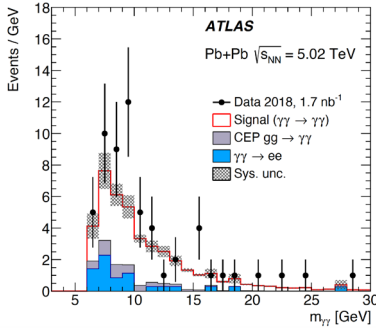 ATLAS
Pb+Pb √sNN = 5.02 TeV
Data 2018, 1.7 nb⁻¹
Signal (γγ → γγ)
CEP gg → γγ
γγ → ee
Sys. unc.
Events / GeV
18
16
14
12
10
8
6
4
2
0
5 10 15 20 25 30
mγγ [GeV]